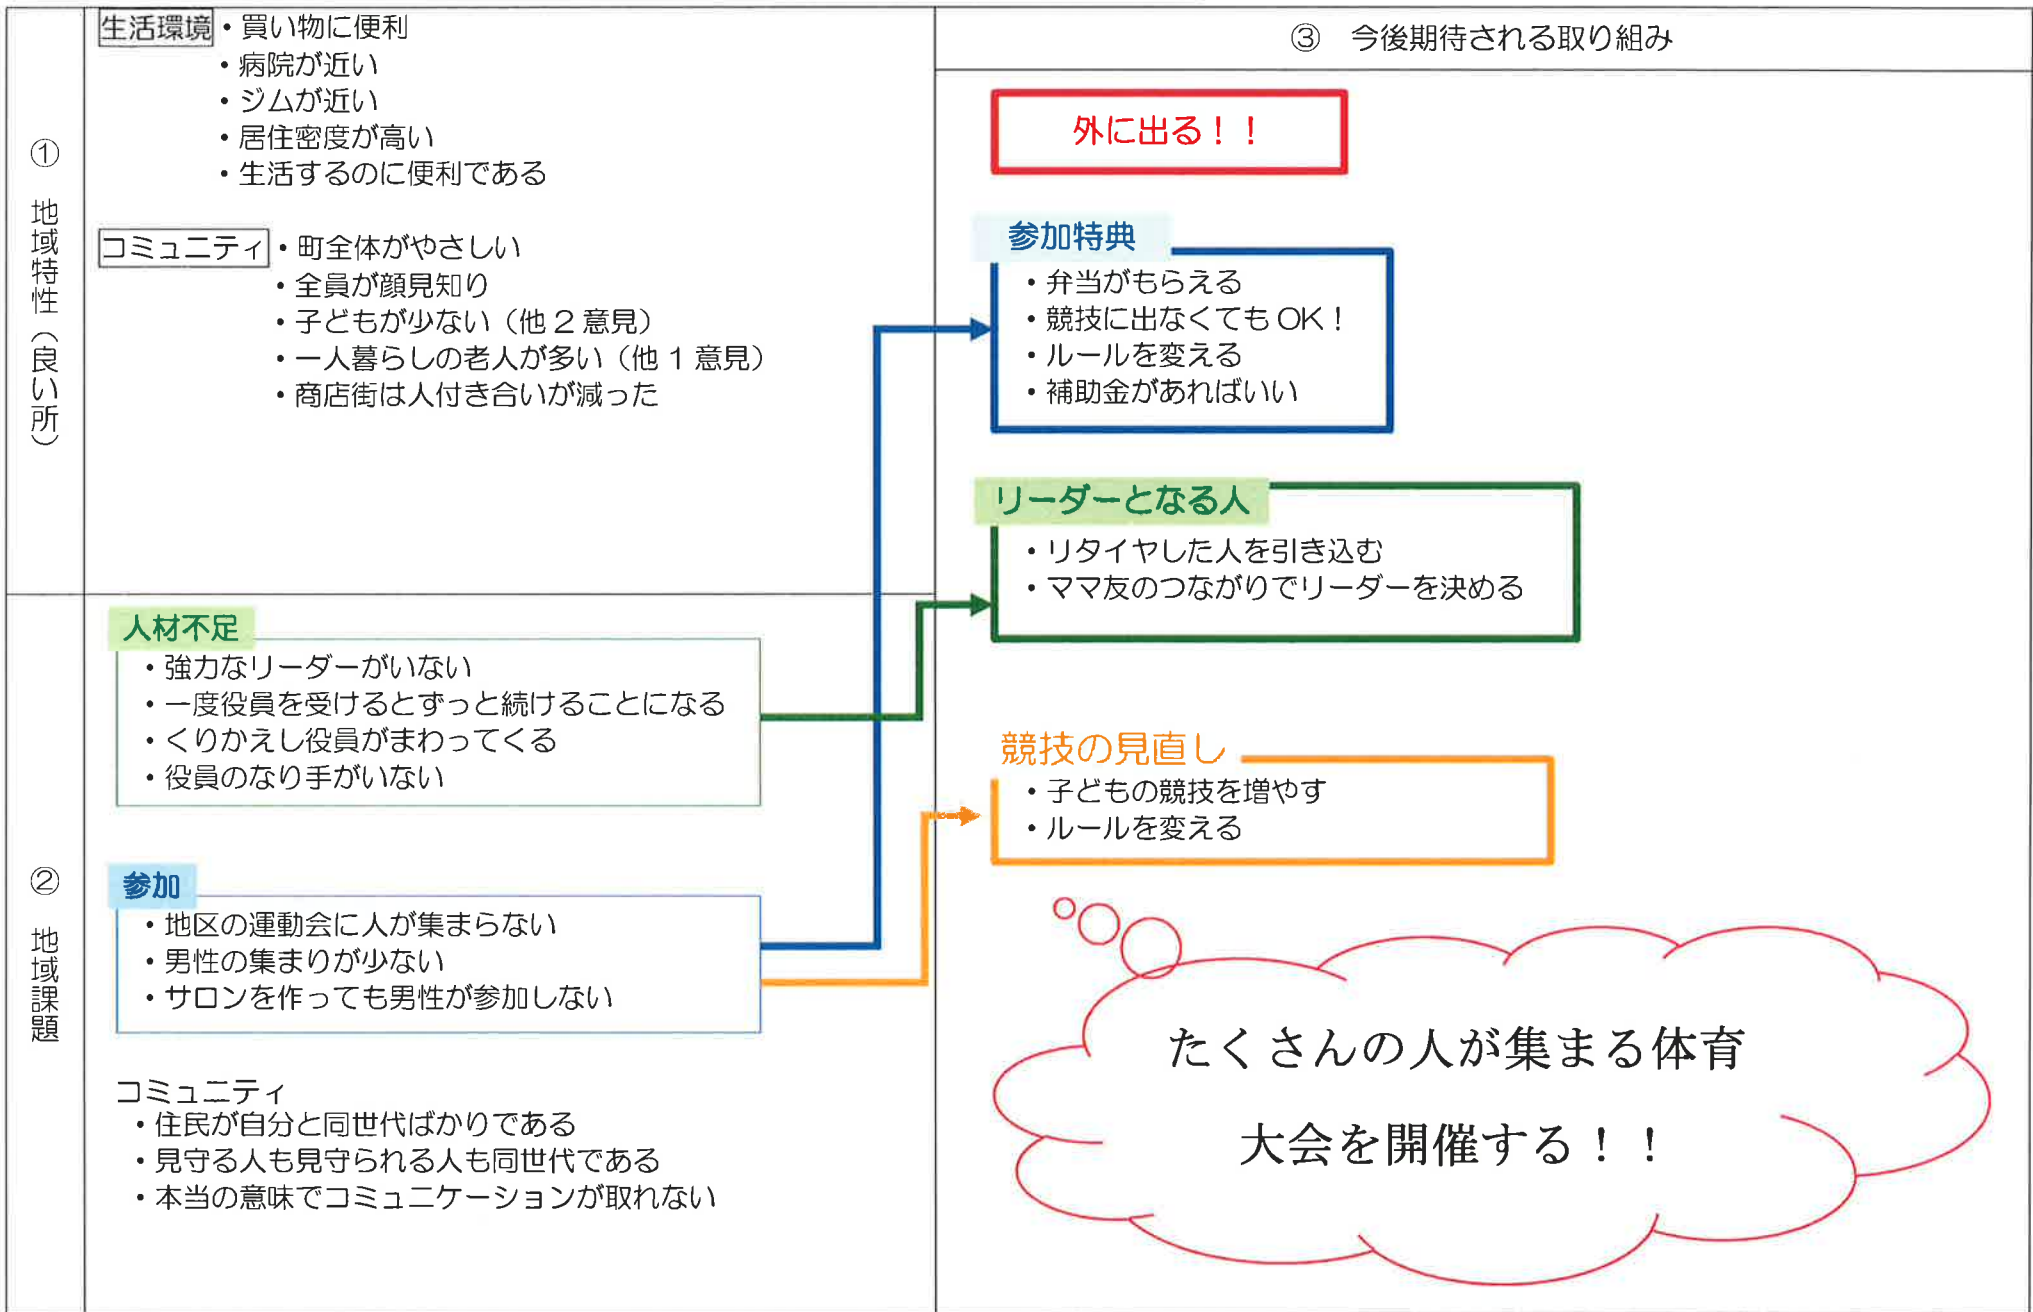 ① 地域特性（良い所）
生活環境・買い物に便利
・病院が近い
・ジムが近い
・居住密度が高い
・生活するのに便利である
コミュニティ・町全体がやさしい
・全員が顔見知り
・子どもが少ない（他２意見）
・一人暮らしの老人が多い（他１意見）
・商店街は人付き合いが減った
② 地域課題
人材不足
・強力なリーダーがいない
・一度役員を受けるとずっと続けることになる
・くりかえし役員がまわってくる
・役員のなり手がいない
参加
・地区の運動会に人が集まらない
・男性の集まりが少ない
・サロンを作っても男性が参加しない
コミュニティ
・住民が自分と同世代ばかりである
・見守る人も見守られる人も同世代である
・本当の意味でコミュニケーションが取れない
③ 今後期待される取り組み
外に出る！！
参加特典
・弁当がもらえる
・競技に出なくてもOK！
・ルールを変える
・補助金があればいい
リーダーとなる人
・リタイヤした人を引き込む
・ママ友のつながりでリーダーを決める
競技の見直し
・子どもの競技を増やす
・ルールを変える
たくさんの人が集まる体育
大会を開催する！！